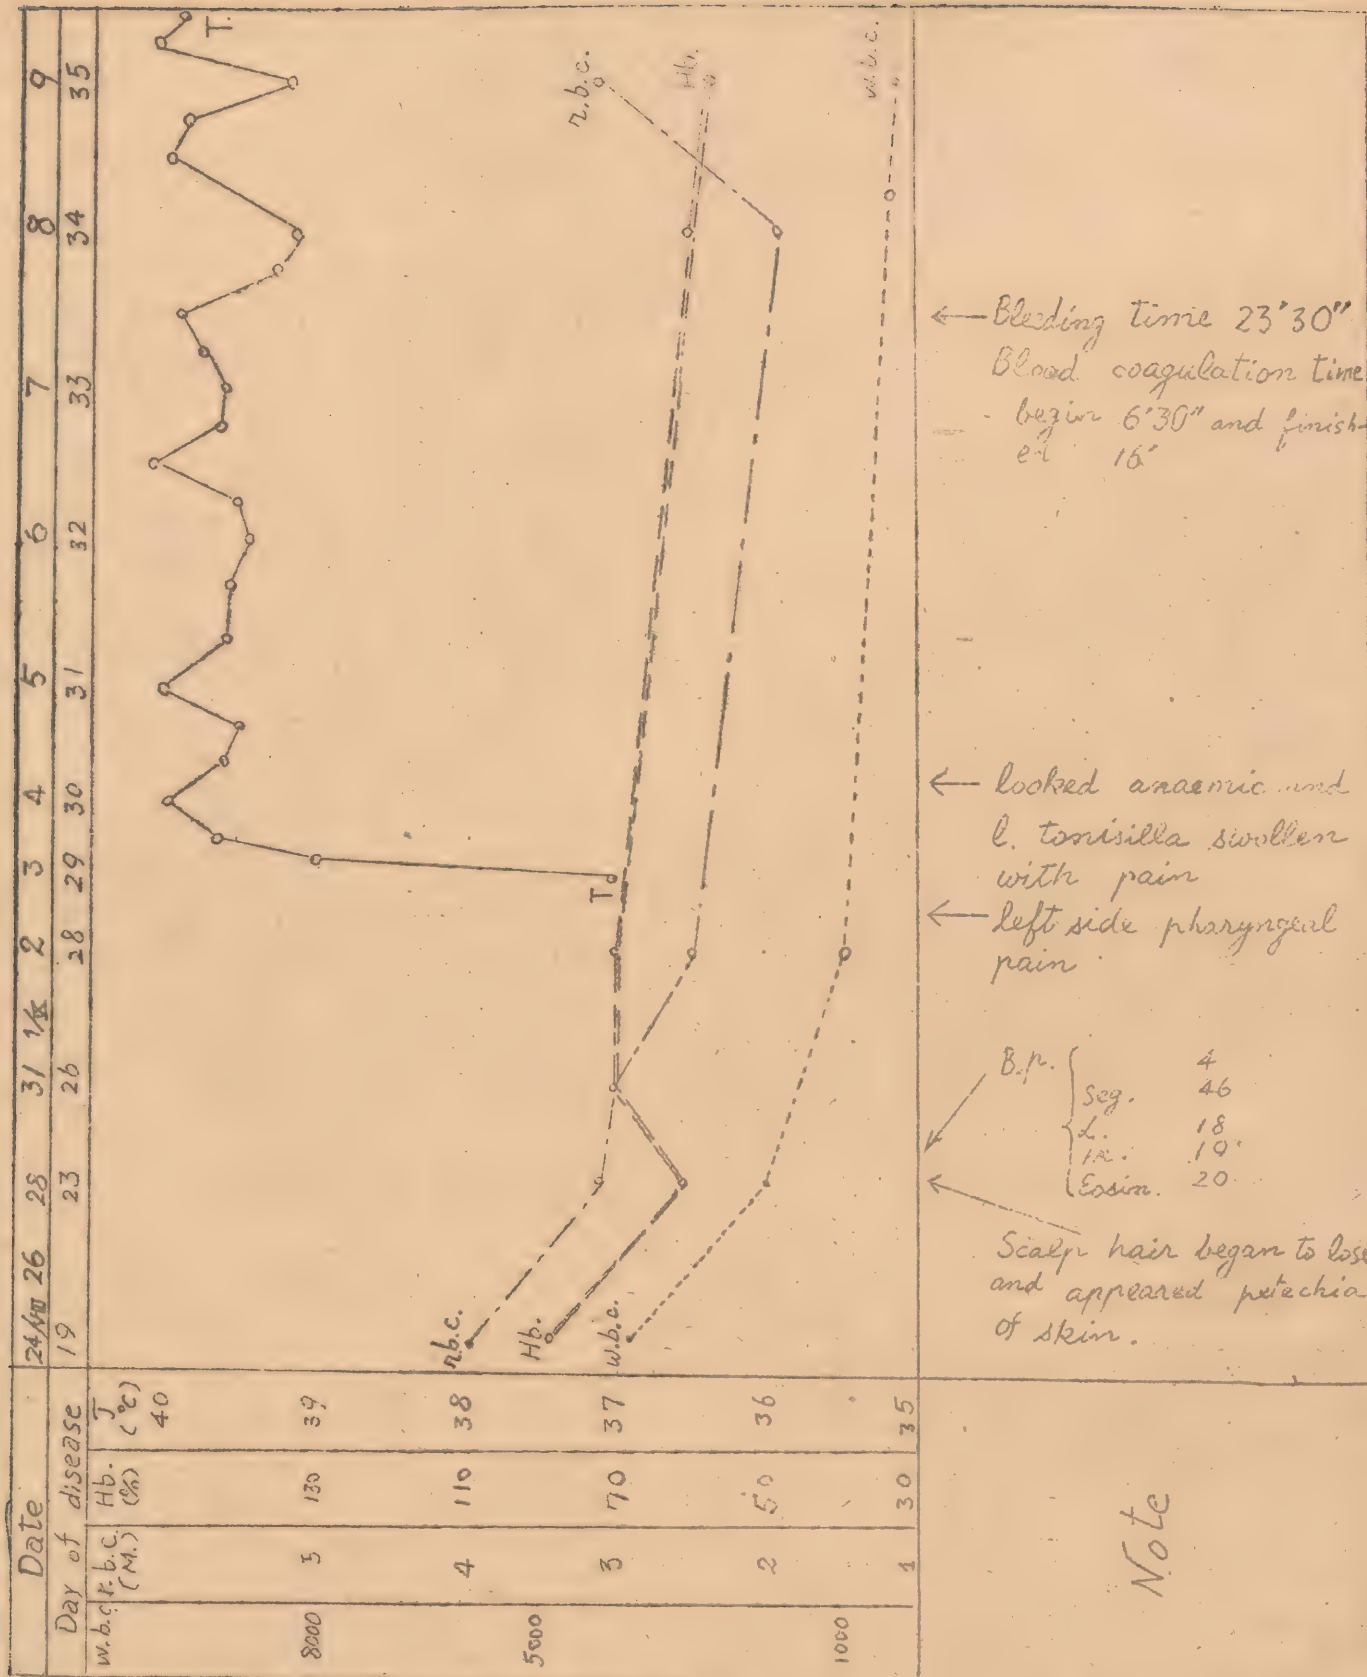 Date 24/VIII 26 28 31 1/IX 2 3 4 5 6 7 8 9
Day of disease 19 23 26 28 29 30 31 32 33 34 35
w.b.c. r.b.c. (M.) Hb. (%) T (°C)
40
8000 5 130 39
4 110 38
5000
3 70 37
2 50 36
1000
1 30 35
T.
r.b.c.
Hb.
w.b.c.
T
r.b.c.
Hb.
w.b.c.
Note
← Bleeding time 23'30"
Blood coagulation time
begin 6'30" and finish-
ed
← looked anaemic and
l. tonisilla swollen
with pain
← left side pharyngeal
pain
B.p. 4
Seg. 46
L. 18
Eosin. 20
Scalp hair began to lose
and appeared petechia
of skin.